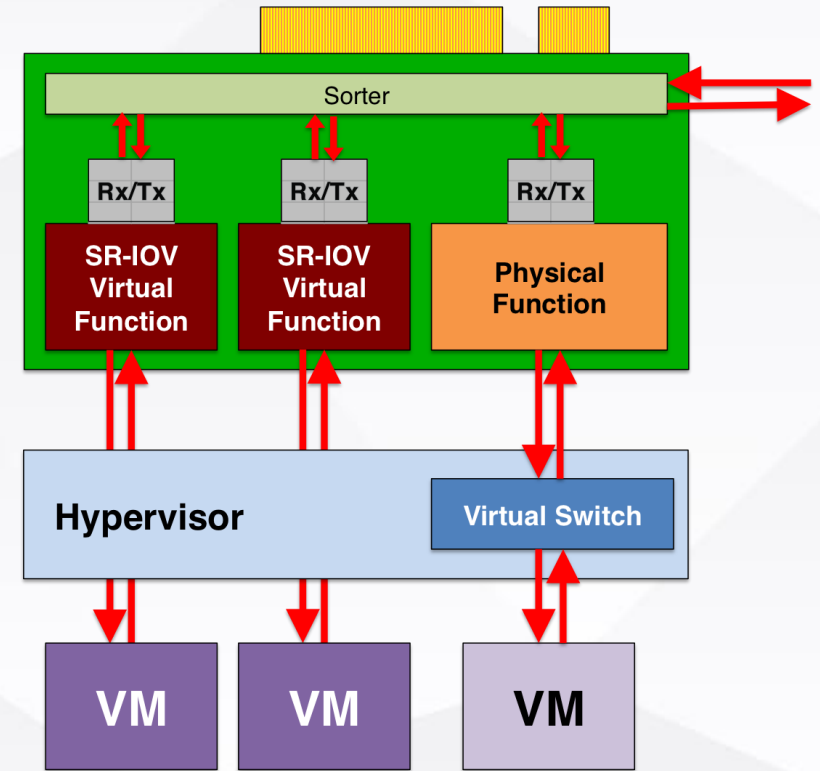 Sorter
Rx/Tx
Rx/Tx
Rx/Tx
SR-IOV
Virtual
Function
SR-IOV
Virtual
Function
Physical
Function
Hypervisor
Virtual Switch
VM
VM
VM